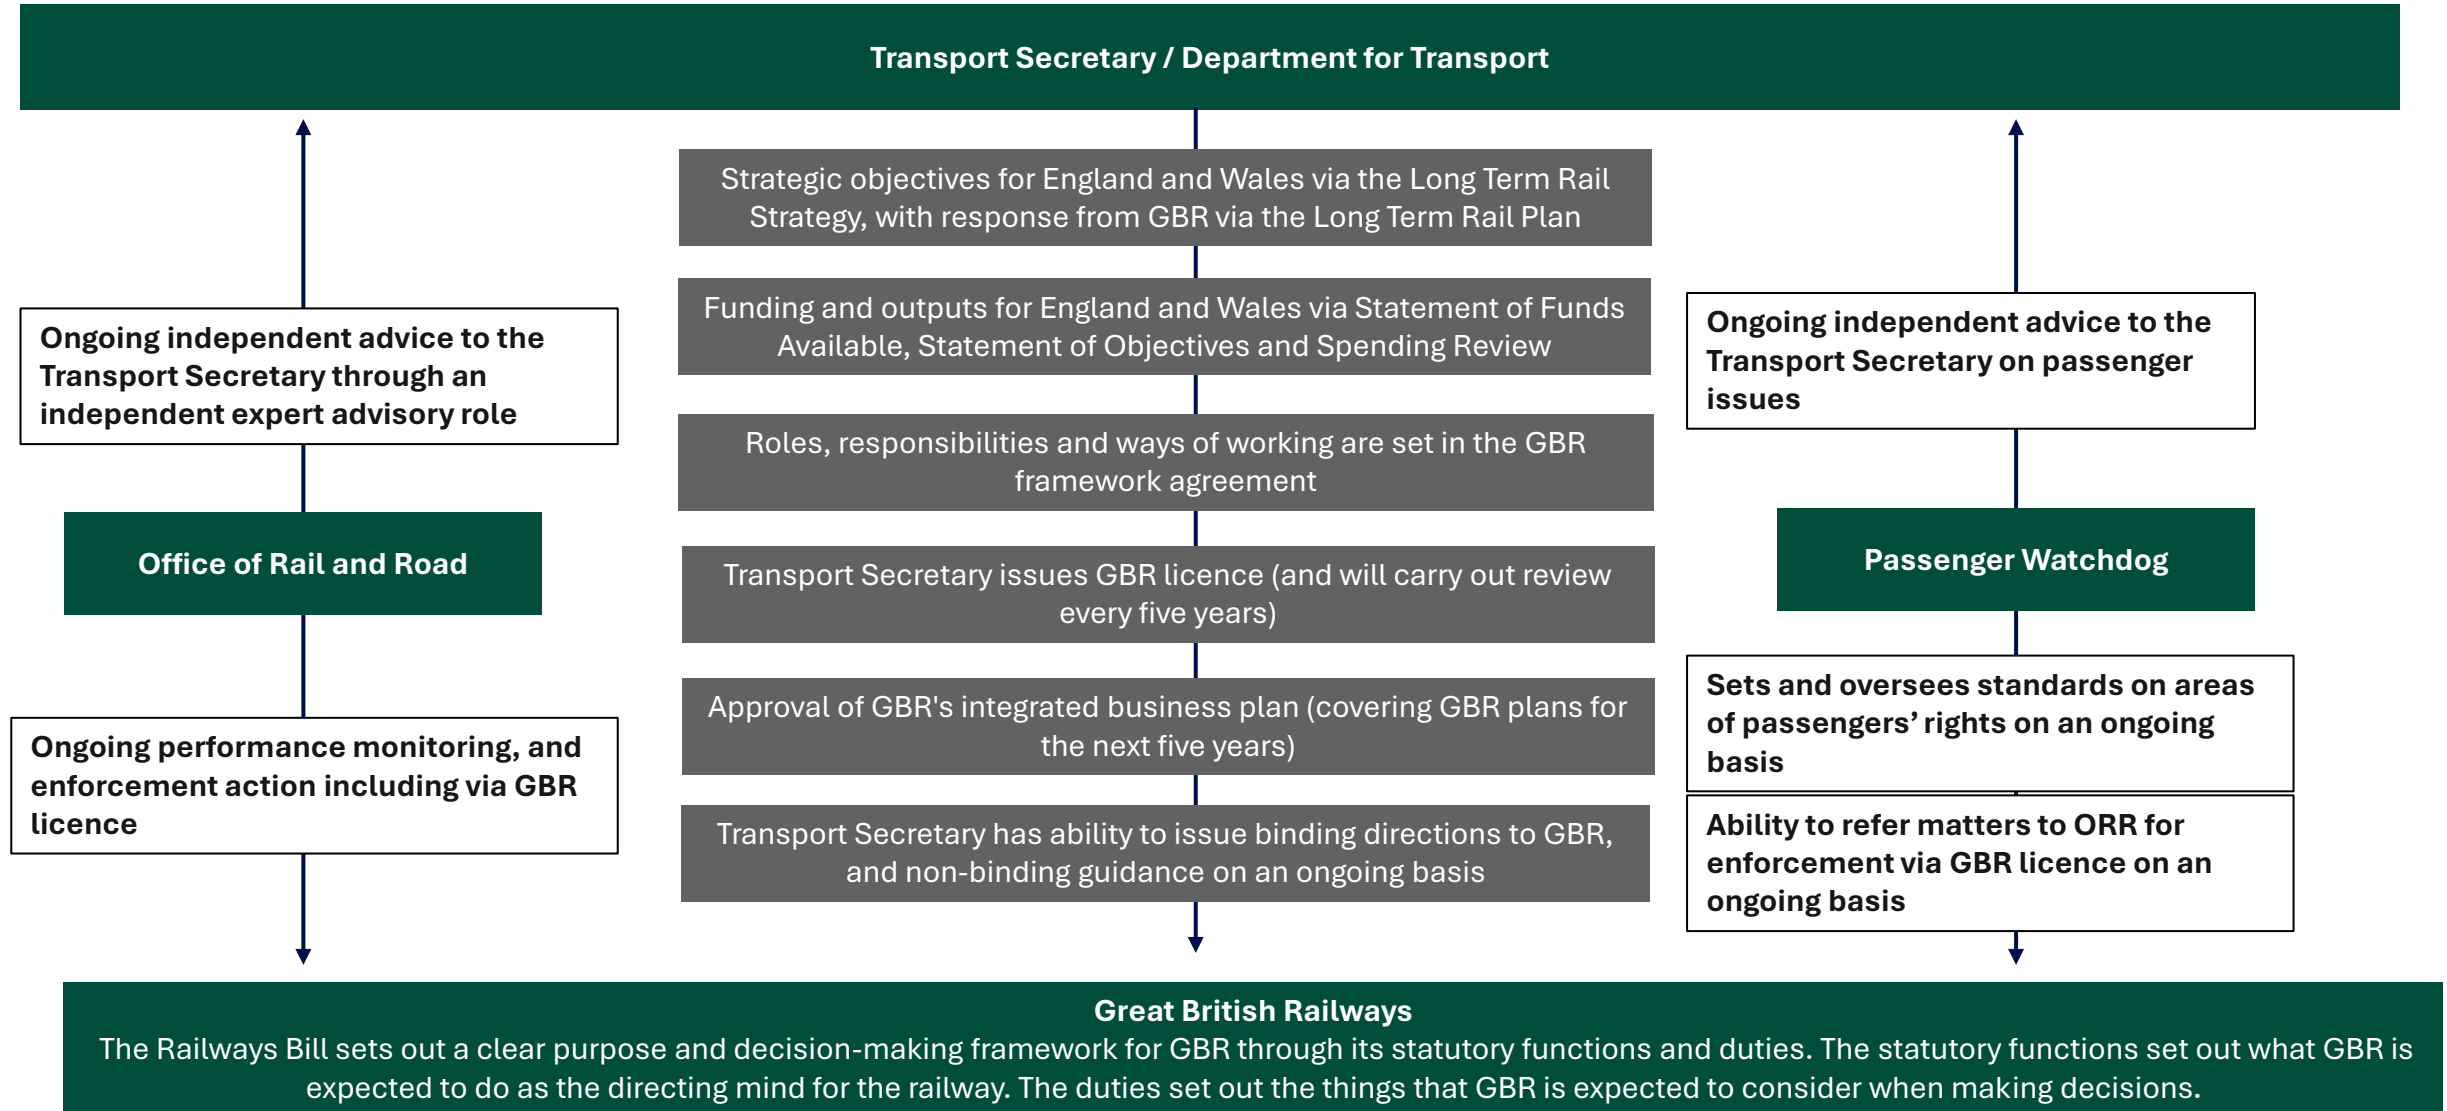 Transport Secretary / Department for Transport
Strategic objectives for England and Wales via the Long Term Rail
Strategy, with response from GBR via the Long Term Rail Plan
Funding and outputs for England and Wales via Statement of Funds
Available, Statement of Objectives and Spending Review
Roles, responsibilities and ways of working are set in the GBR
framework agreement
Transport Secretary issues GBR licence (and will carry out review
every five years)
Approval of GBR's integrated business plan (covering GBR plans for
the next five years)
Transport Secretary has ability to issue binding directions to GBR,
and non-binding guidance on an ongoing basis
Ongoing independent advice to the
Transport Secretary through an
independent expert advisory role
Office of Rail and Road
Ongoing performance monitoring, and
enforcement action including via GBR
licence
Ongoing independent advice to the
Transport Secretary on passenger
issues
Passenger Watchdog
Sets and oversees standards on areas
of passengers’ rights on an ongoing
basis
Ability to refer matters to ORR for
enforcement via GBR licence on an
ongoing basis
Great British Railways
The Railways Bill sets out a clear purpose and decision-making framework for GBR through its statutory functions and duties. The statutory functions set out what GBR is
expected to do as the directing mind for the railway. The duties set out the things that GBR is expected to consider when making decisions.